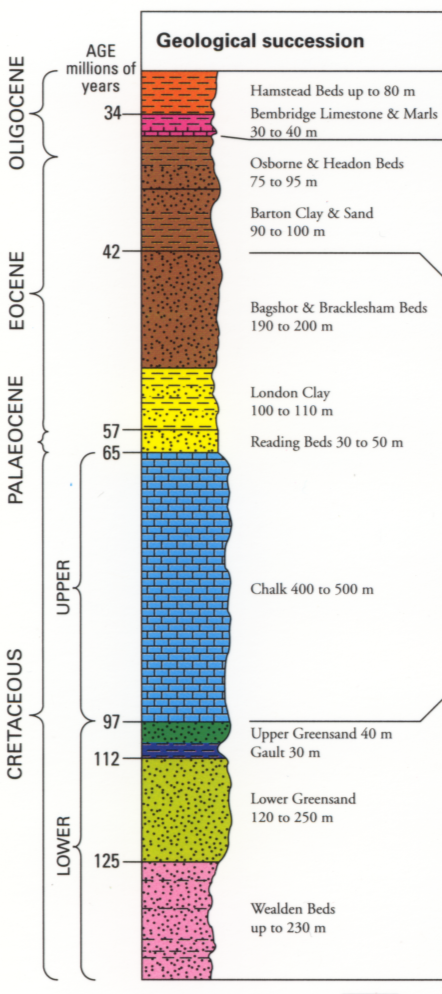 AGE
millions of
years
Geological succession
OLIGOCENE
EOCENE
PALAEOCENE
CRETACEOUS
UPPER
LOWER
34
42
57
65
97
112
125
Hamstead Beds up to 80 m
Bembridge Limestone & Marls
30 to 40 m
Osborne & Headon Beds
75 to 95 m
Barton Clay & Sand
90 to 100 m
Bagshot & Bracklesham Beds
190 to 200 m
London Clay
100 to 110 m
Reading Beds 30 to 50 m
Chalk 400 to 500 m
Upper Greensand 40 m
Gault 30 m
Lower Greensand
120 to 250 m
Wealden Beds
up to 230 m